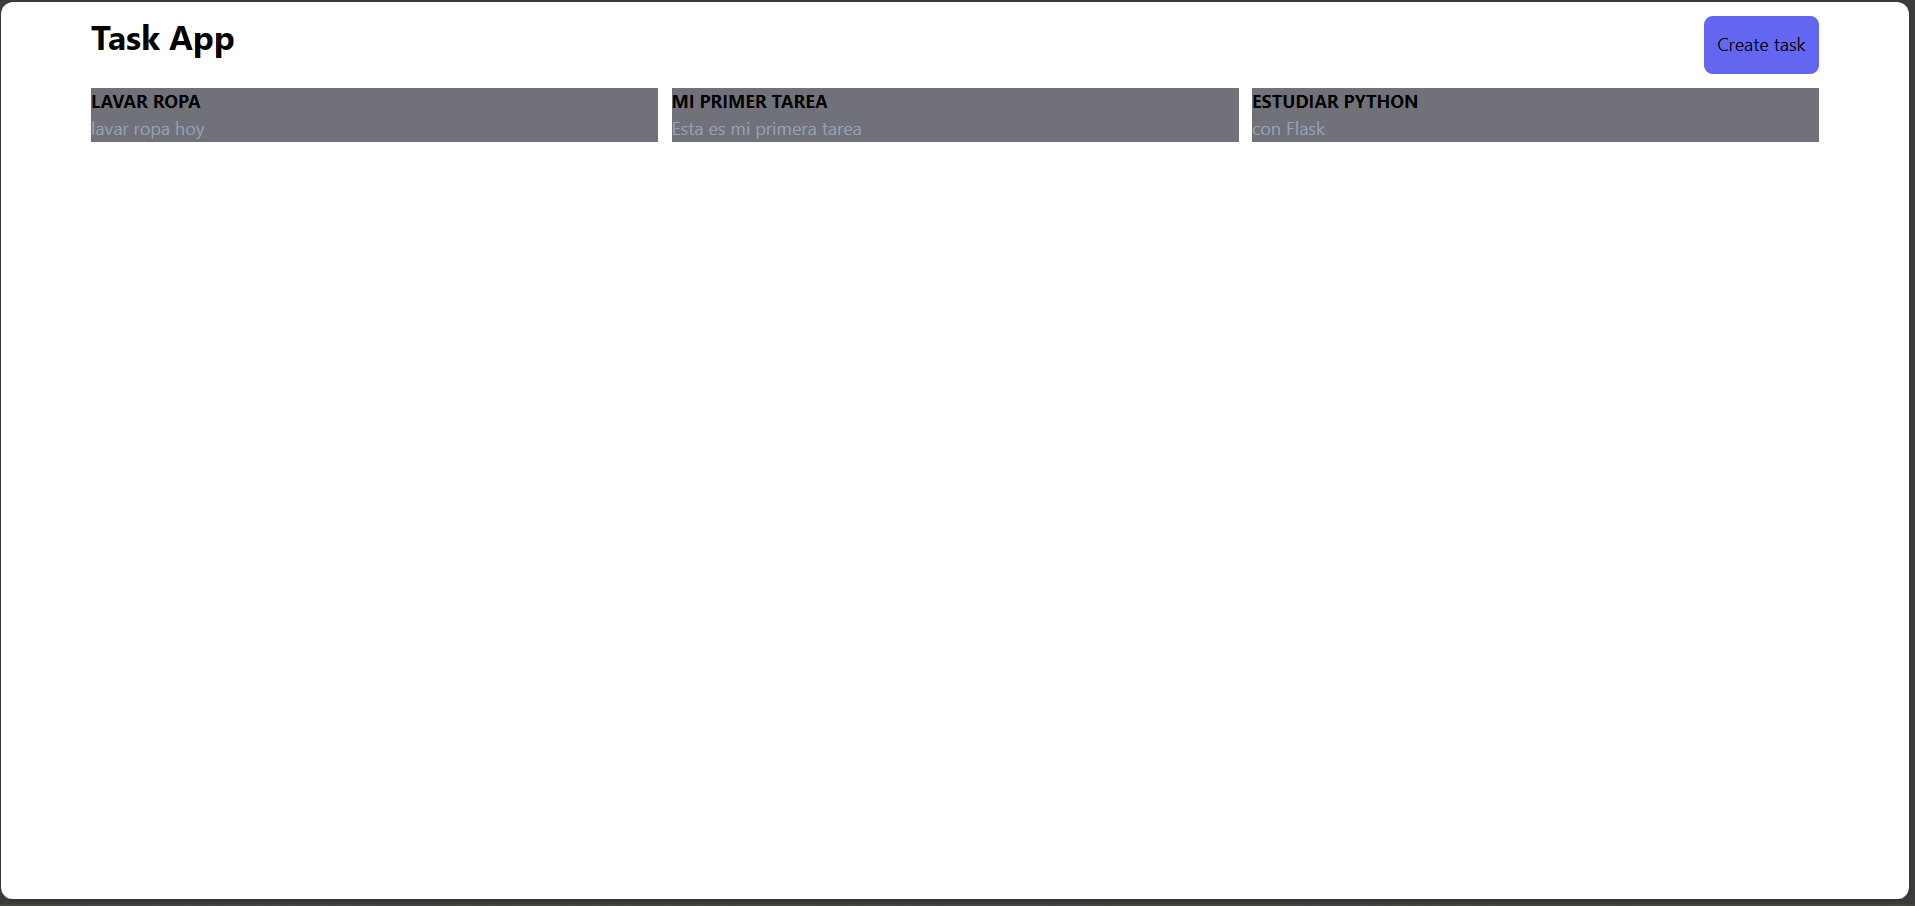 Task App
Create task
LAVAR ROPA
lavar ropa hoy
MI PRIMER TAREA
Esta es mi primera tarea
ESTUDIAR PYTHON
con Flask